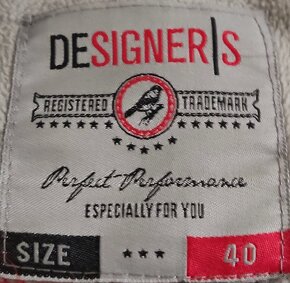 DESIGNER|S
REGISTERED TRADEMARK
Perfect Performance
ESPECIALLY FOR YOU
SIZE *** 40